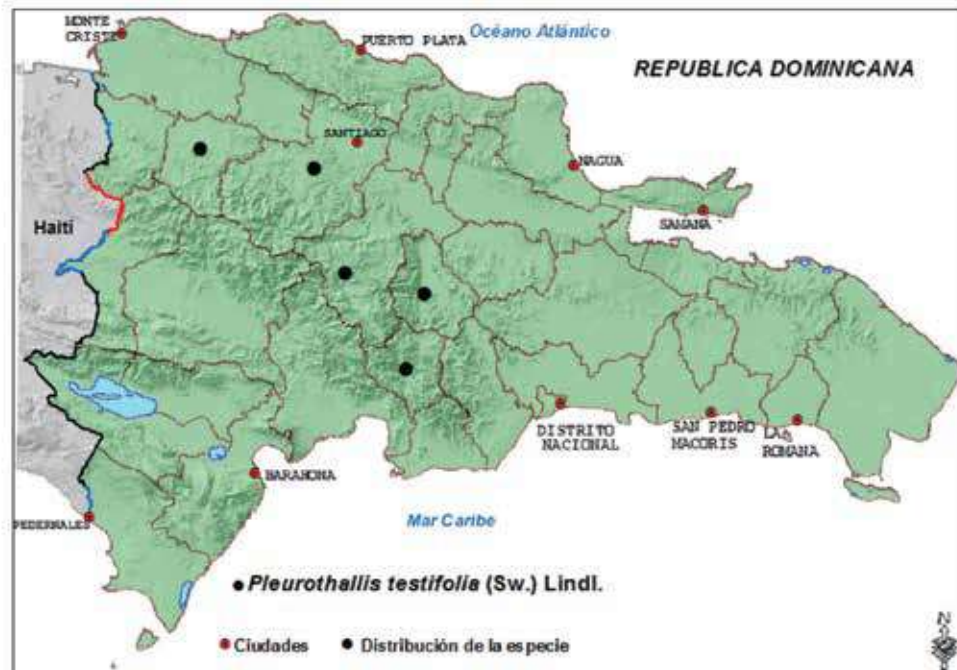 MONTE
CRISTI
PUERTO PLATA
Océano Atlántico
REPUBLICA DOMINICANA
SANTIAGO
NAGUA
SAMANA
Haití
DISTRITO
NACIONAL
SAN PEDRO
MACORIS
LA
ROMANA
BARAHONA
PEDERNALES
Mar Caribe
Pleurothallis testifolia (Sw.) Lindl.
Ciudades
Distribución de la especie
N